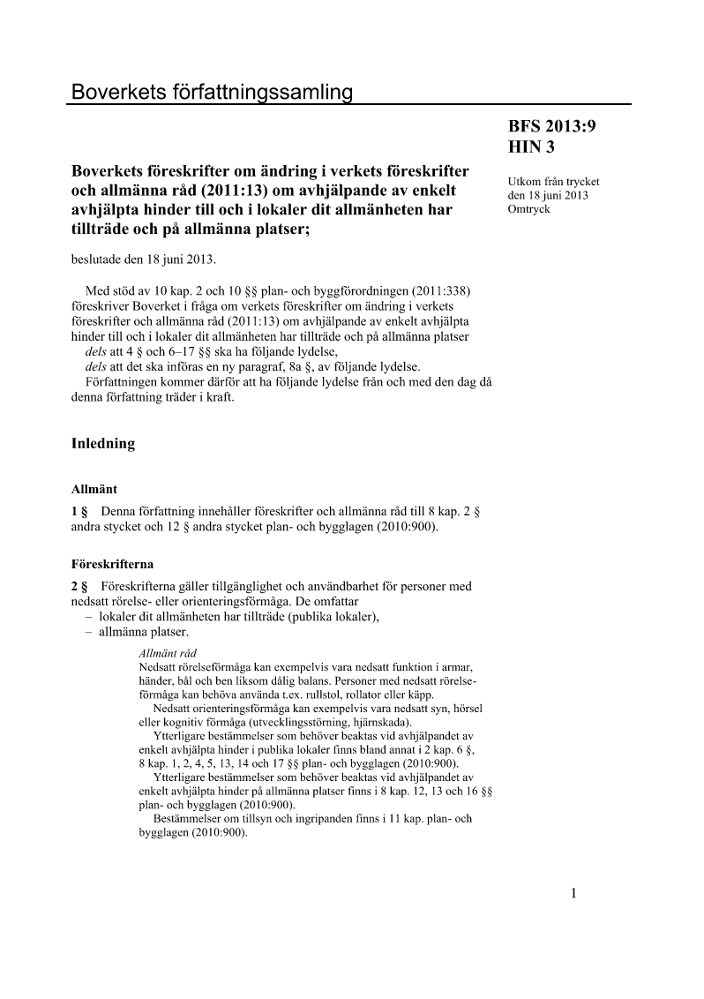 Boverkets författningssamling
BFS 2013:9
HIN 3
Utkom från trycket
den 18 juni 2013
Omtryck
Boverkets föreskrifter om ändring i verkets föreskrifter
och allmänna råd (2011:13) om avhjälpande av enkelt
avhjälpta hinder till och i lokaler dit allmänheten har
tillträde och på allmänna platser;
beslutade den 18 juni 2013.
Med stöd av 10 kap. 2 och 10 §§ plan- och byggförordningen (2011:338)
föreskriver Boverket i fråga om verkets föreskrifter om ändring i verkets
föreskrifter och allmänna råd (2011:13) om avhjälpande av enkelt avhjälpta
hinder till och i lokaler dit allmänheten har tillträde och på allmänna platser
dels att 4 § och 6–17 §§ ska ha följande lydelse,
dels att det ska införas en ny paragraf, 8a §, av följande lydelse.
Författningen kommer därför att ha följande lydelse från och med den dag då
denna författning träder i kraft.
Inledning
Allmänt
1 § Denna författning innehåller föreskrifter och allmänna råd till 8 kap. 2 §
andra stycket och 12 § andra stycket plan- och bygglagen (2010:900).
Föreskrifterna
2 § Föreskrifterna gäller tillgänglighet och användbarhet för personer med
nedsatt rörelse- eller orienteringsförmåga. De omfattar
– lokaler dit allmänheten har tillträde (publika lokaler),
– allmänna platser.
Allmänt råd
Nedsatt rörelseförmåga kan exempelvis vara nedsatt funktion i armar,
händer, bål och ben liksom dålig balans. Personer med nedsatt rörelse-
förmåga kan behöva använda t.ex. rullstol, rollator eller käpp.
Nedsatt orienteringsförmåga kan exempelvis vara nedsatt syn, hörsel
eller kognitiv förmåga (utvecklingsstörning, hjärnskada).
Ytterligare bestämmelser som behöver beaktas vid avhjälpandet av
enkelt avhjälpta hinder i publika lokaler finns bland annat i 2 kap. 6 §,
8 kap. 1, 2, 4, 5, 13, 14 och 17 §§ plan- och bygglagen (2010:900).
Ytterligare bestämmelser som behöver beaktas vid avhjälpandet av
enkelt avhjälpta hinder på allmänna platser finns i 8 kap. 12, 13 och 16 §§
plan- och bygglagen (2010:900).
Bestämmelser om tillsyn och ingripanden finns i 11 kap. plan- och
bygglagen (2010:900).
1